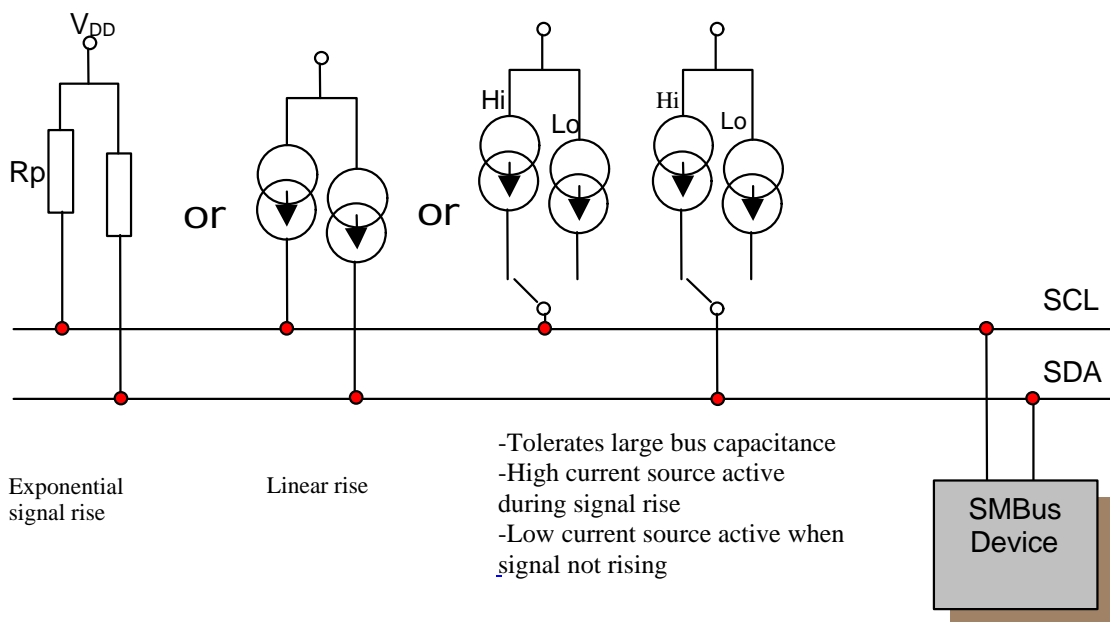 VDD
Hi
Lo
Hi
Lo
Rp
or
or
SCL
SDA
Exponential
signal rise
Linear rise
-Tolerates large bus capacitance
-High current source active
during signal rise
-Low current source active when
signal not rising
SMBus
Device